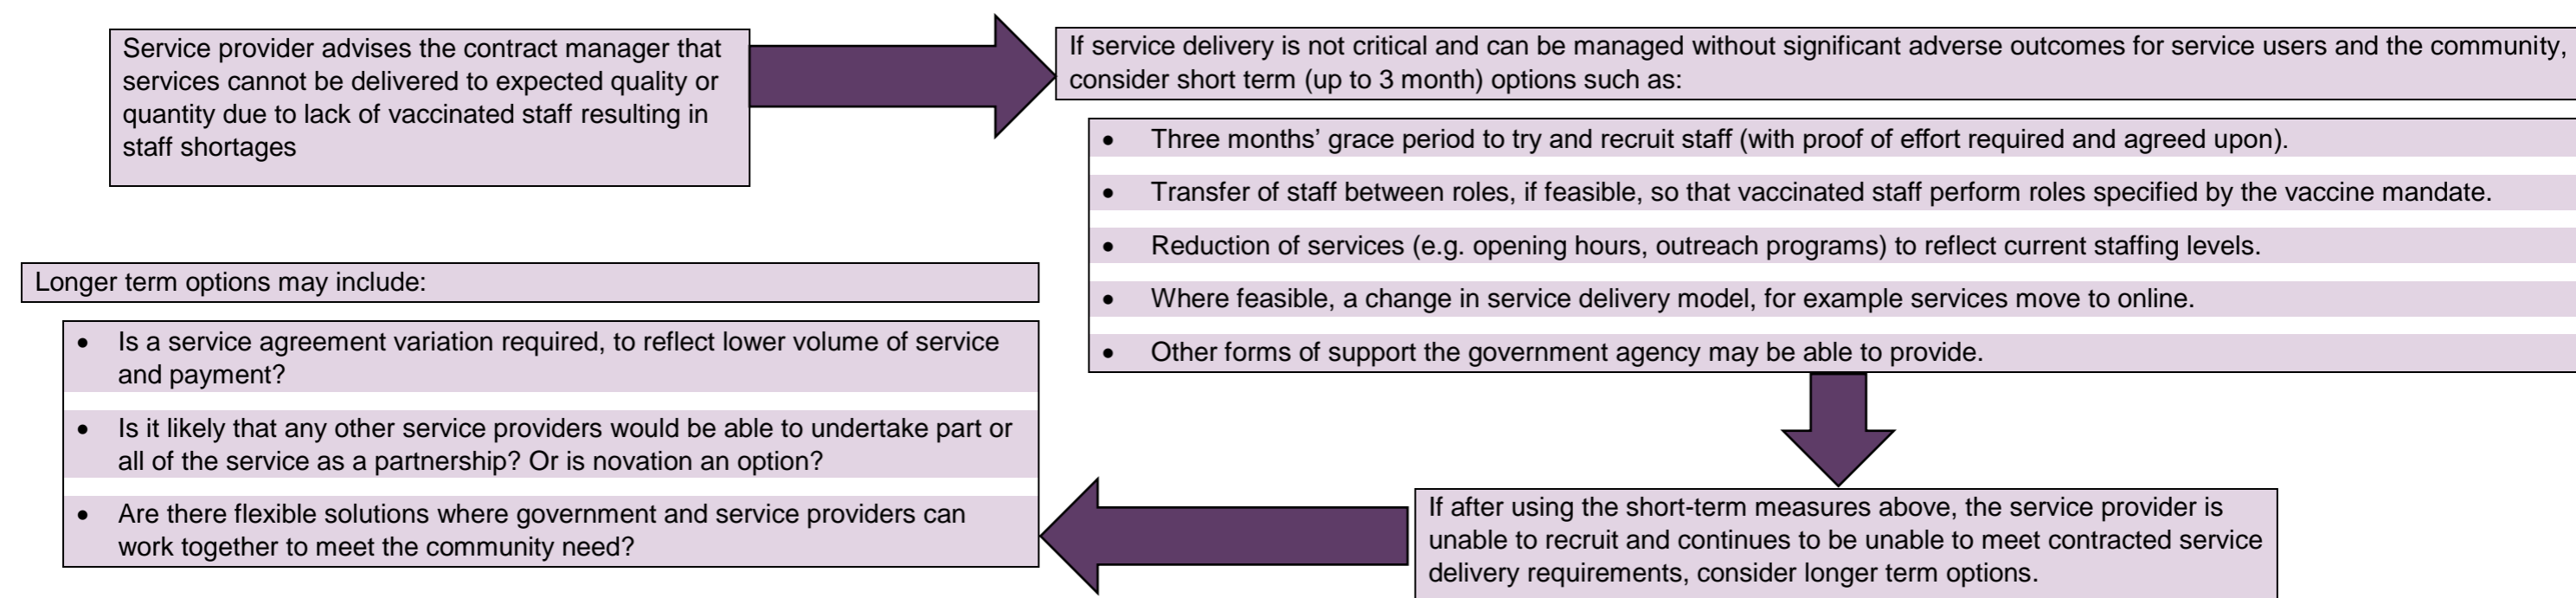 Service provider advises the contract manager that
services cannot be delivered to expected quality or
quantity due to lack of vaccinated staff resulting in
staff shortages
If service delivery is not critical and can be managed without significant adverse outcomes for service users and the community,
consider short term (up to 3 month) options such as:
• Three months’ grace period to try and recruit staff (with proof of effort required and agreed upon).
• Transfer of staff between roles, if feasible, so that vaccinated staff perform roles specified by the vaccine mandate.
• Reduction of services (e.g. opening hours, outreach programs) to reflect current staffing levels.
• Where feasible, a change in service delivery model, for example services move to online.
• Other forms of support the government agency may be able to provide.
If after using the short-term measures above, the service provider is
unable to recruit and continues to be unable to meet contracted service
delivery requirements, consider longer term options.
Longer term options may include:
• Is a service agreement variation required, to reflect lower volume of service
and payment?
• Is it likely that any other service providers would be able to undertake part or
all of the service as a partnership? Or is novation an option?
• Are there flexible solutions where government and service providers can
work together to meet the community need?